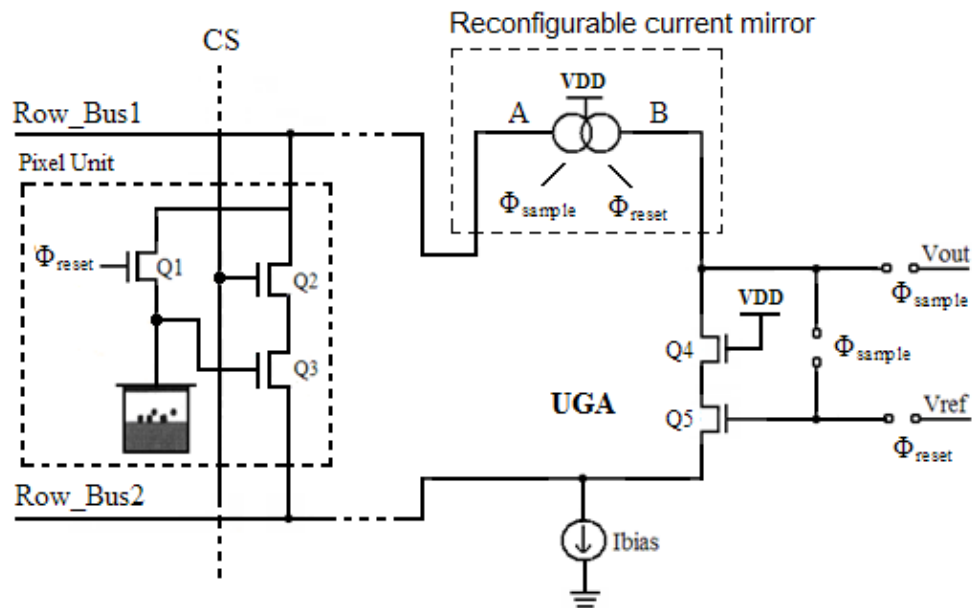 Reconfigurable current mirror
CS
VDD
Row_Bus1
A
B
Pixel Unit
Φsample
Φreset
Φreset
Q1
Q2
Vout
Φsample
VDD
Q4
Φsample
Q3
UGA
Q5
Vref
Φreset
Row_Bus2
Ibias